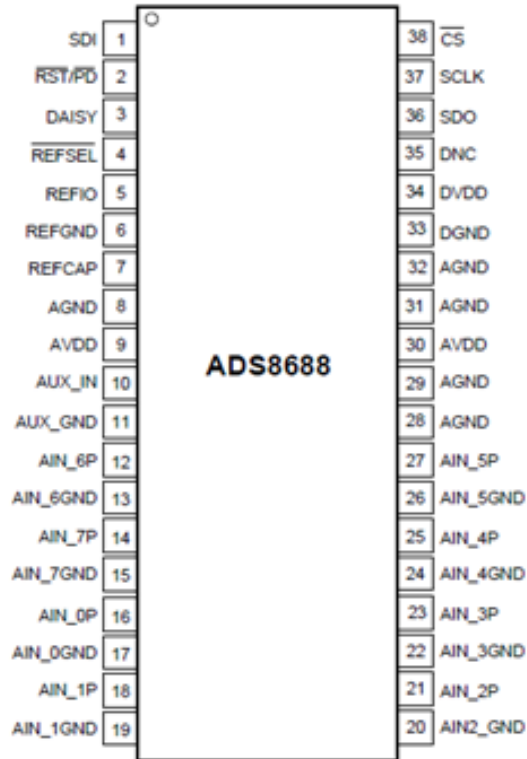 SDI 1 38 CS
RST/PD 2 37 SCLK
DAISY 3 36 SDO
REFSEL 4 35 DNC
REFIO 5 34 DVDD
REFGND 6 33 DGND
REFCAP 7 32 AGND
AGND 8 31 AGND
AVDD 9 30 AVDD
ADS8688
AUX_IN 10 29 AGND
AUX_GND 11 28 AGND
AIN_6P 12 27 AIN_5P
AIN_6GND 13 26 AIN_5GND
AIN_7P 14 25 AIN_4P
AIN_7GND 15 24 AIN_4GND
AIN_0P 16 23 AIN_3P
AIN_0GND 17 22 AIN_3GND
AIN_1P 18 21 AIN_2P
AIN_1GND 19 20 AIN2_GND